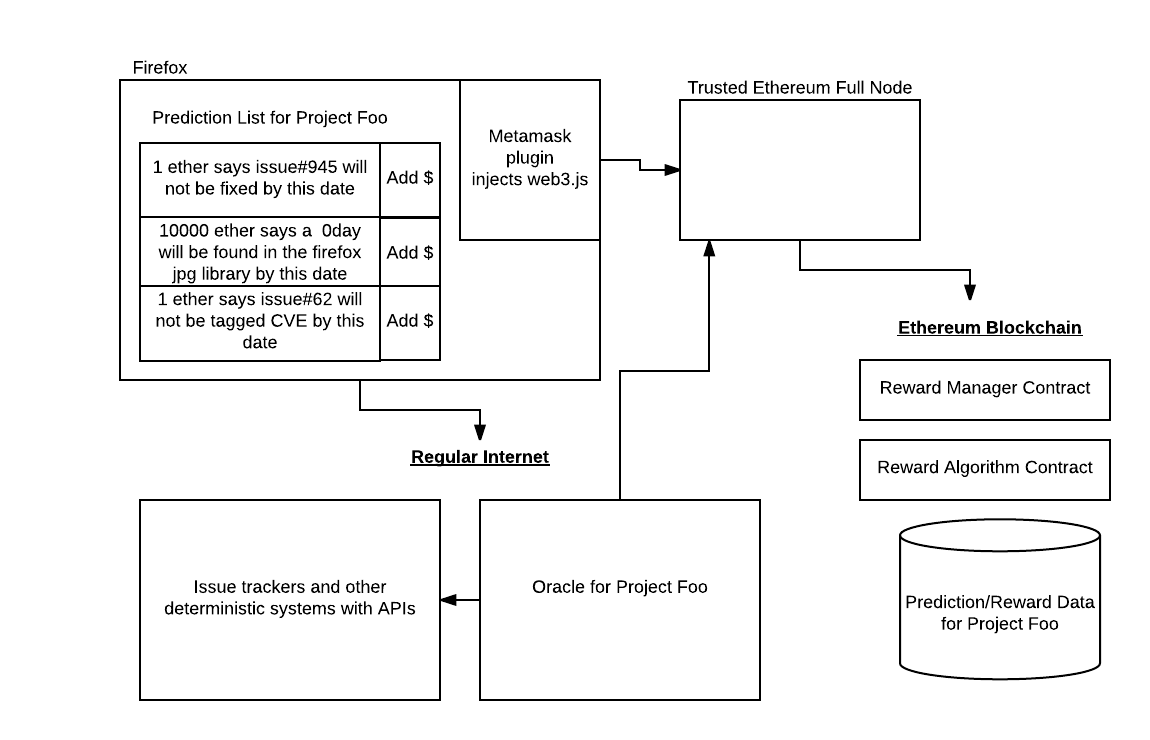 Firefox
Prediction List for Project Foo
1 ether says issue#945 will
not be fixed by this date
Add $
10000 ether says a 0day
will be found in the firefox
jpg library by this date
Add $
1 ether says issue#62 will
not be tagged CVE by this
date
Add $
Metamask
plugin
injects web3.js
Trusted Ethereum Full Node
Ethereum Blockchain
Reward Manager Contract
Reward Algorithm Contract
Prediction/Reward Data
for Project Foo
Regular Internet
Issue trackers and other
deterministic systems with APIs
Oracle for Project Foo